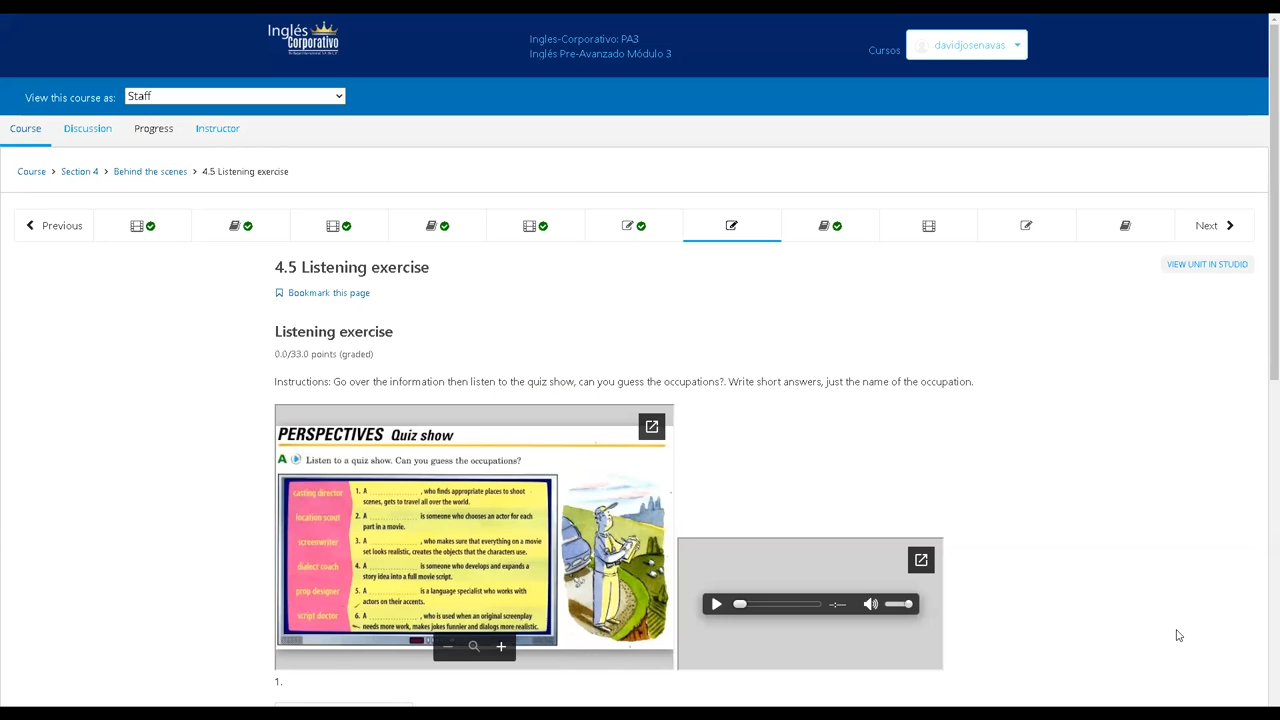 Inglés
Corporativo
Ingles-Corporativo: PA3
Inglés Pre-Avanzado Módulo 3
Cursos
davidjosenavas
View this course as:
Staff
Course
Discussion
Progress
Instructor
Course > Section 4 > Behind the scenes > 4.5 Listening exercise
Previous
Next
4.5 Listening exercise
VIEW UNIT IN STUDIO
Bookmark this page
Listening exercise
0.0/33.0 points (graded)
Instructions: Go over the information then listen to the quiz show, can you guess the occupations?. Write short answers, just the name of the occupation.
PERSPECTIVES Quiz show
A Listen to a quiz show. Can you guess the occupations?
casting director
location scout
screenwriter
dialect coach
prop designer
script doctor
1. A .............., who finds appropriate places to shoot
scenes, gets to travel all over the world.
2. A .............. is someone who chooses an actor for each
part in a movie.
3. A .............., who makes sure that everything on a movie
set looks realistic, creates the objects that the characters use.
4. A .............. is someone who develops and expands a
story idea into a full movie script.
5. A .............. is a language specialist who works with
actors on their accents.
6. A .............., who is used when an original screenplay
needs more work, makes jokes funnier and dialogs more realistic.
-:--
1.